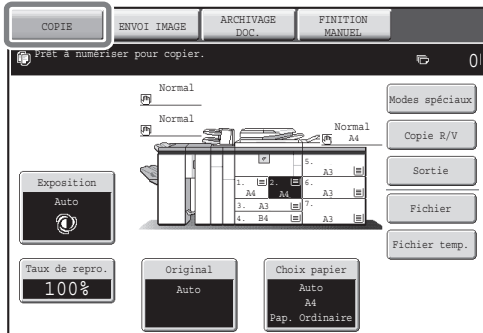 COPIE
ENVOI IMAGE
ARCHIVAGE
DOC.
FINITION
MANUEL
Prêt à numériser pour copier.
0
Normal
Normal
Normal
A4
Modes spéciaux
Copie R/V
Sortie
Fichier
Fichier temp.
1.
A4
2.
A4
3. A3
4. B4
5.
A3
6.
A3
7.
A3
Exposition
Auto
Taux de repro.
100%
Original
Auto
Choix papier
Auto
A4
Pap. Ordinaire